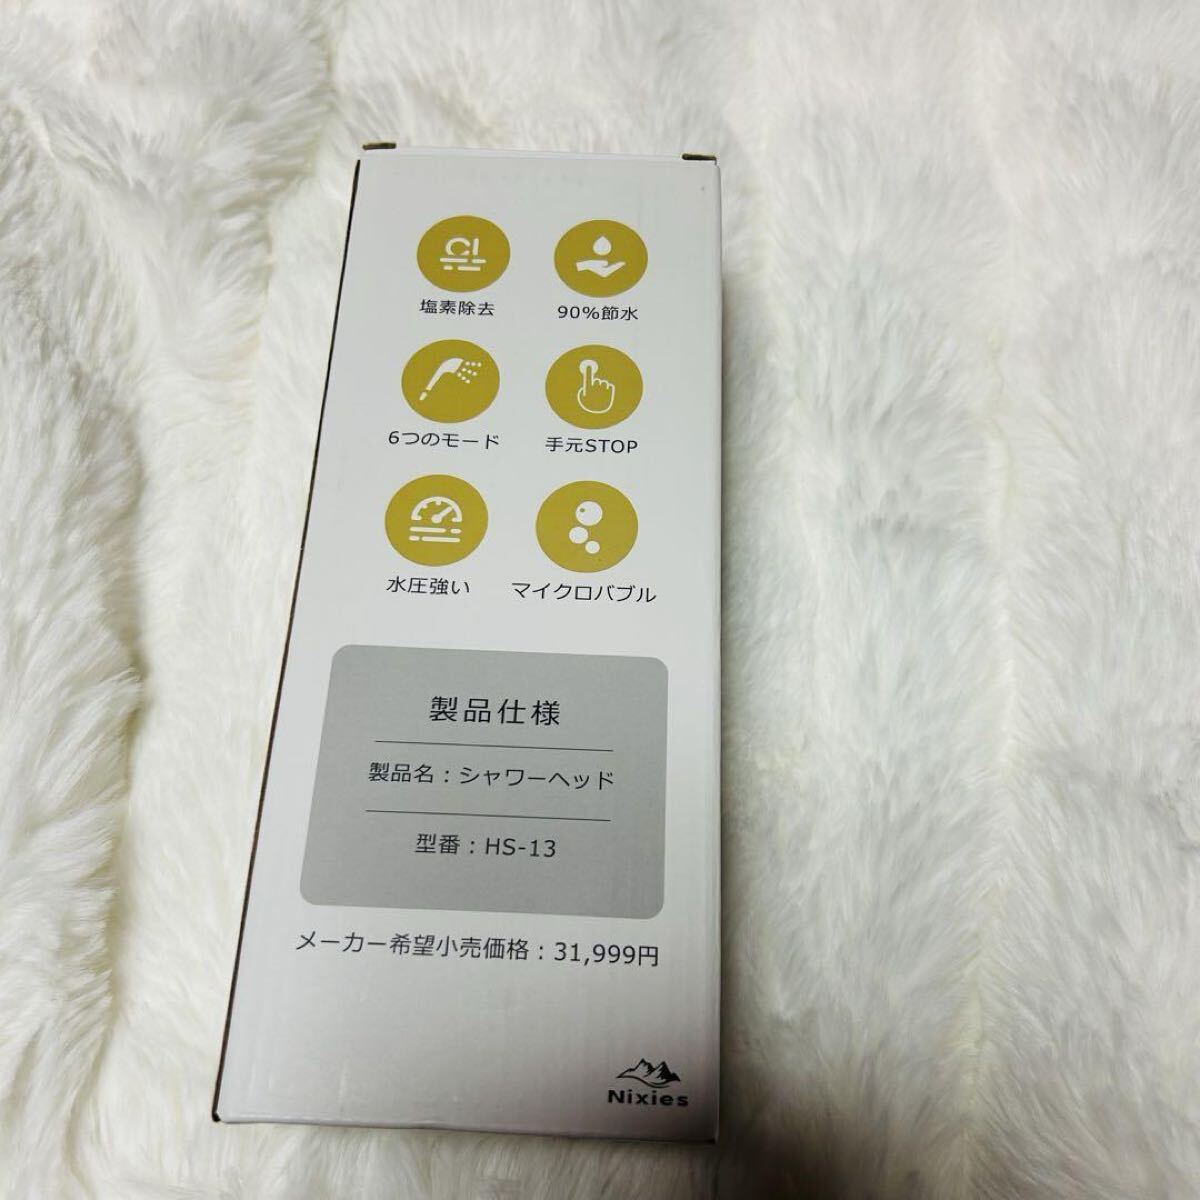 Cl
塩素除去
90%節水
6つのモード
手元STOP
水圧強い
マイクロバブル
製品仕様
製品名：シャワーヘッド
型番：HS-13
メーカー希望小売価格：31,999円
Nixies